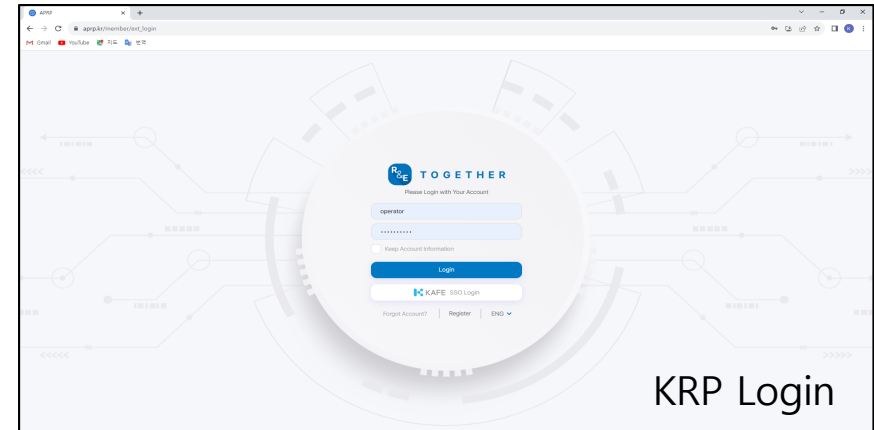 APRP
aprp.kr/member/ext_login
Gmail YouTube 지도 번역
R&E TOGETHER
Please Login with Your Account
operator
Keep Account Information
Login
KAFE SSO Login
Forgot Account? Register ENG
KRP Login